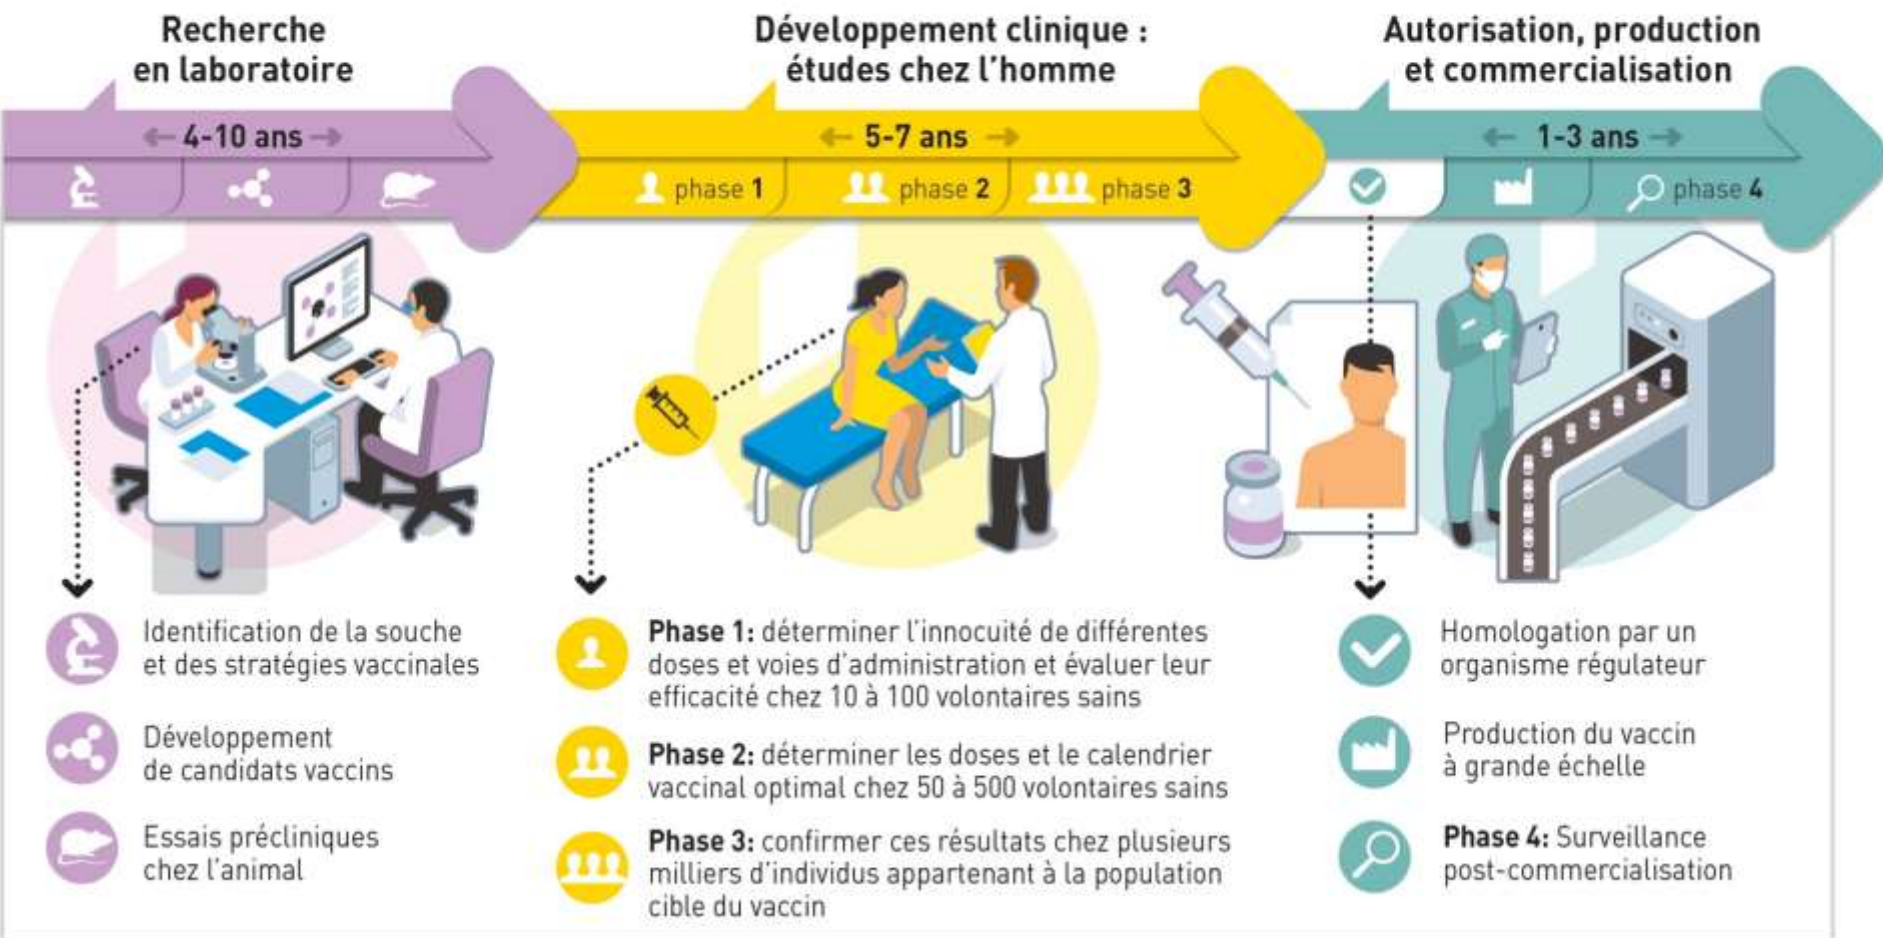 Recherche
en laboratoire
4-10 ans
Développement clinique :
études chez l'homme
5-7 ans
phase 1
phase 2
phase 3
Autorisation, production
et commercialisation
1-3 ans
phase 4
Identification de la souche
et des stratégies vaccinales
Développement
de candidats vaccins
Essais précliniques
chez l'animal
Phase 1: déterminer l'innocuité de différentes
doses et voies d'administration et évaluer leur
efficacité chez 10 à 100 volontaires sains
Phase 2: déterminer les doses et le calendrier
vaccinal optimal chez 50 à 500 volontaires sains
Phase 3: confirmer ces résultats chez plusieurs
milliers d'individus appartenant à la population
cible du vaccin
Homologation par un
organisme régulateur
Production du vaccin
à grande échelle
Phase 4: Surveillance
post-commercialisation